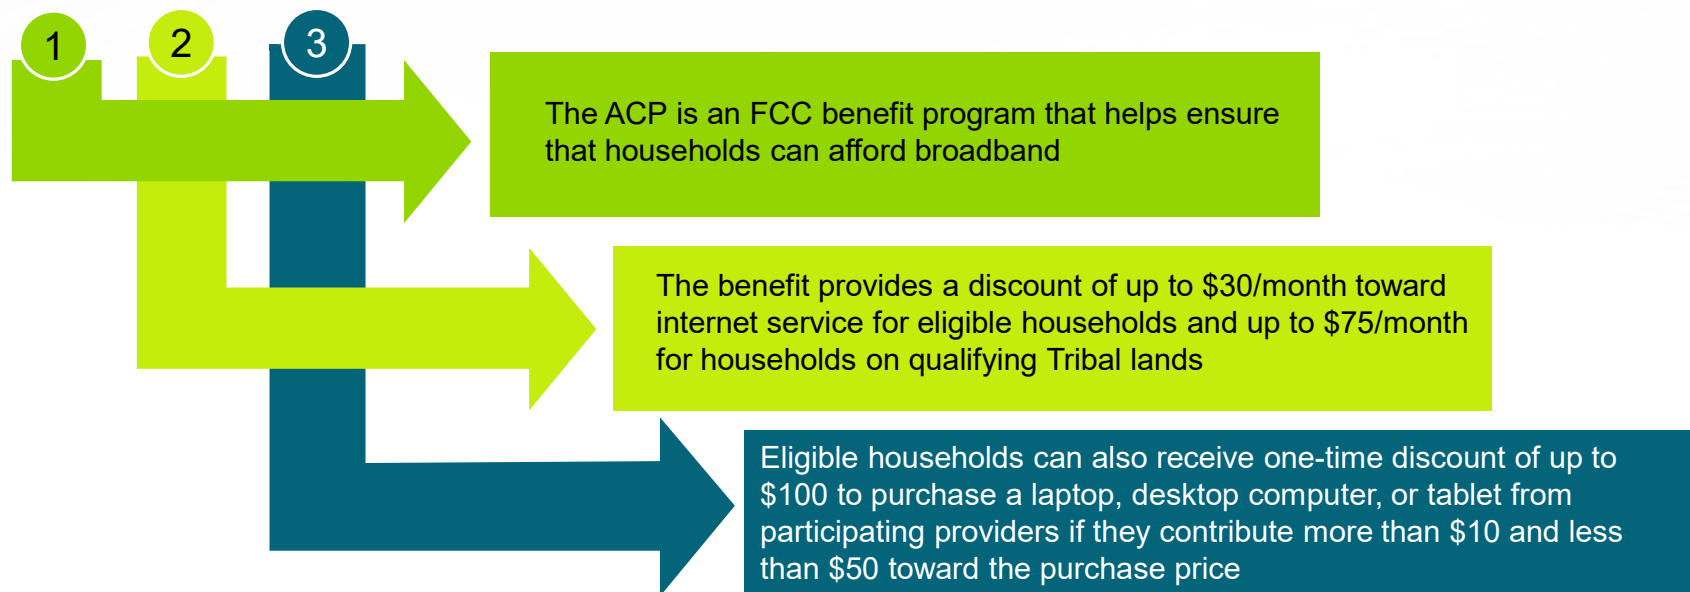 1
2
3
The ACP is an FCC benefit program that helps ensure
that households can afford broadband
The benefit provides a discount of up to $30/month toward
internet service for eligible households and up to $75/month
for households on qualifying Tribal lands
Eligible households can also receive one-time discount of up to
$100 to purchase a laptop, desktop computer, or tablet from
participating providers if they contribute more than $10 and less
than $50 toward the purchase price